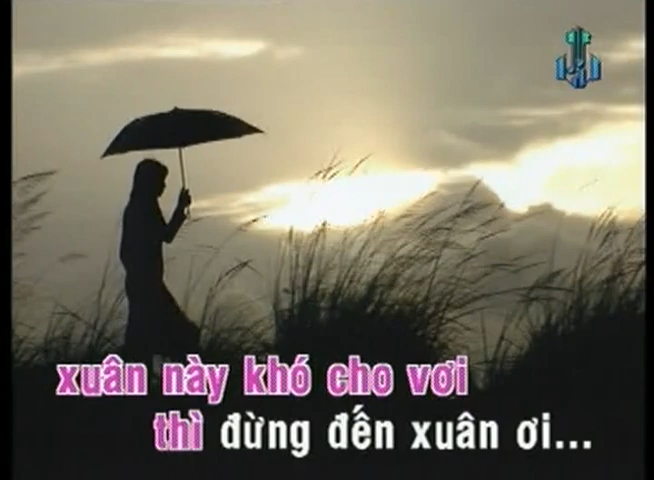 xuân này khó cho vơi
thì đừng đến xuân ơi...